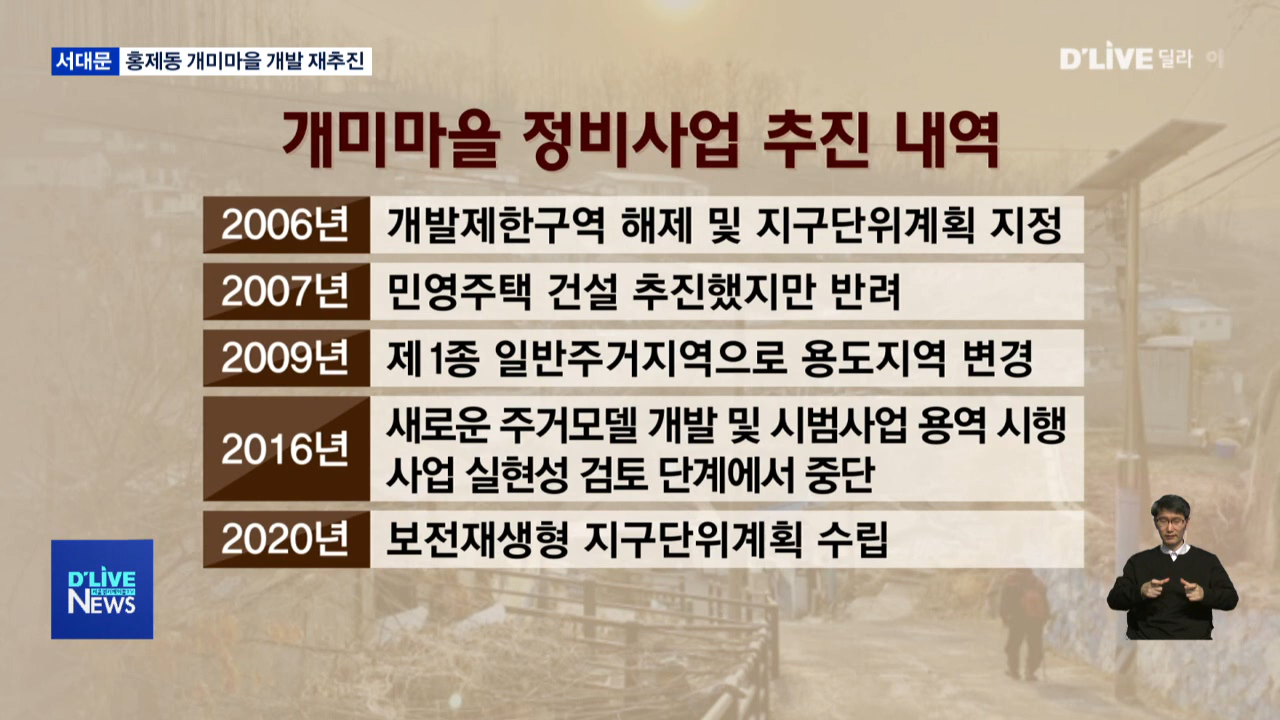 서대문 홍제동 개미마을 개발 재추진
D'LIVE 딜라이
개미마을 정비사업 추진 내역
2006년 개발제한구역 해제 및 지구단위계획 지정
2007년 민영주택 건설 추진했지만 반려
2009년 제1종 일반주거지역으로 용도지역 변경
2016년 새로운 주거모델 개발 및 시범사업 용역 시행
사업 실현성 검토 단계에서 중단
2020년 보전재생형 지구단위계획 수립
D'LIVE
NEWS